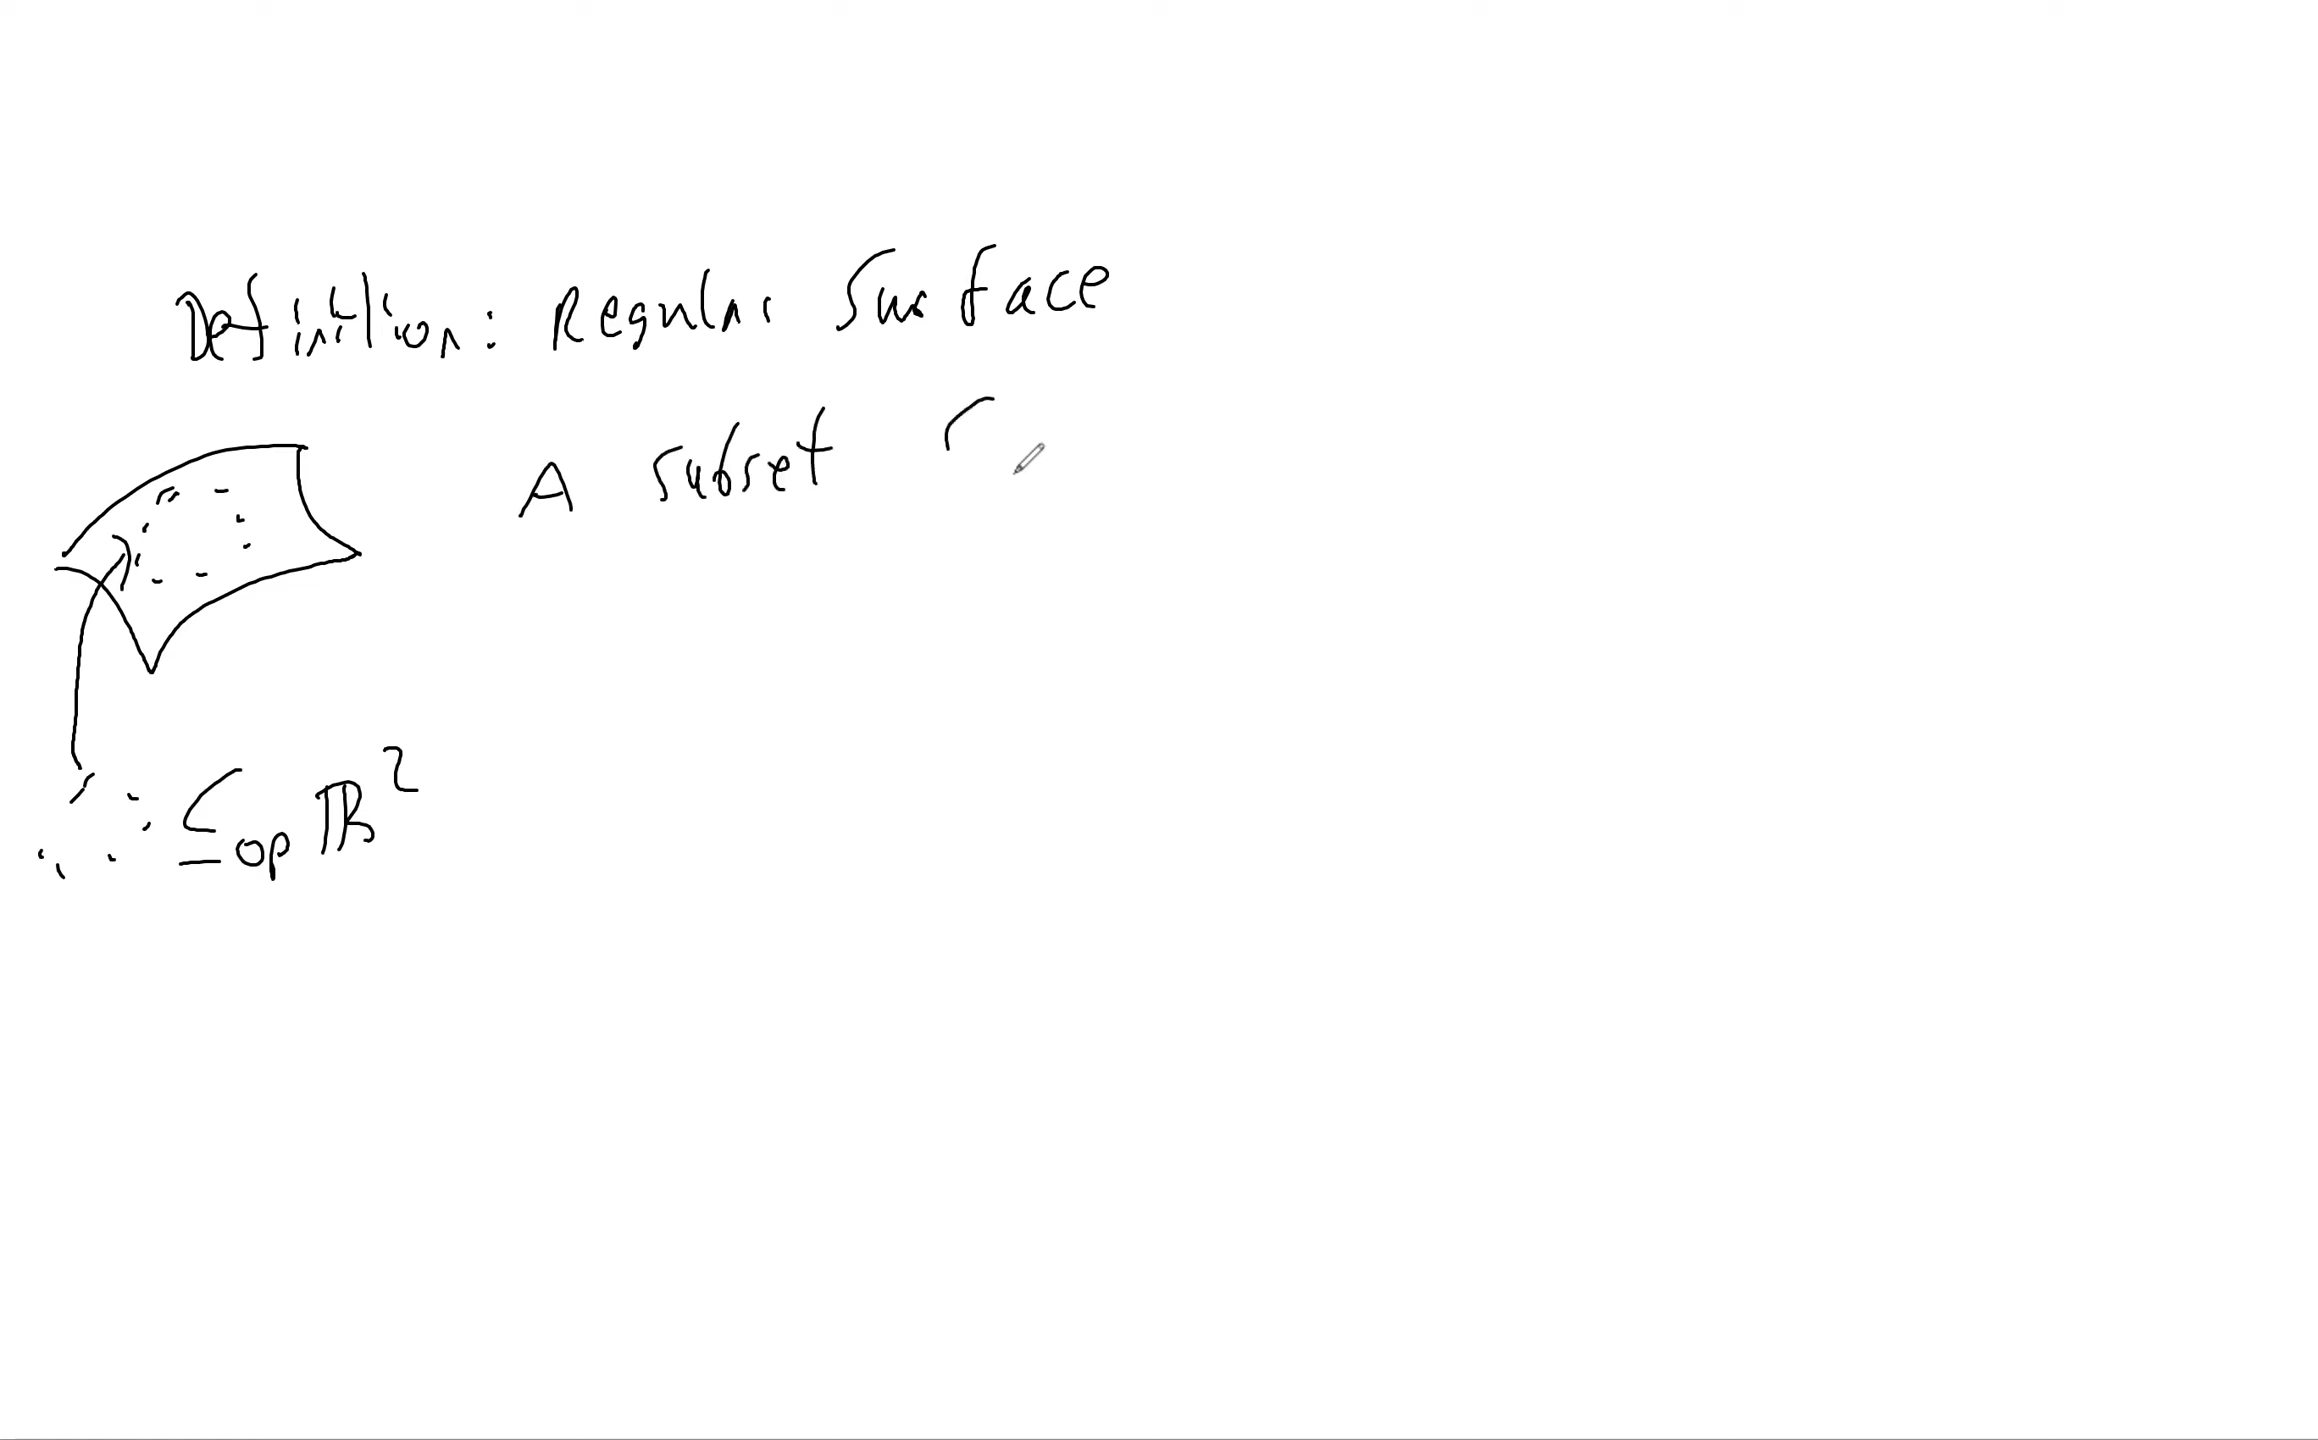 Definition: Regular Surface
A subset
⊆op ℝ²